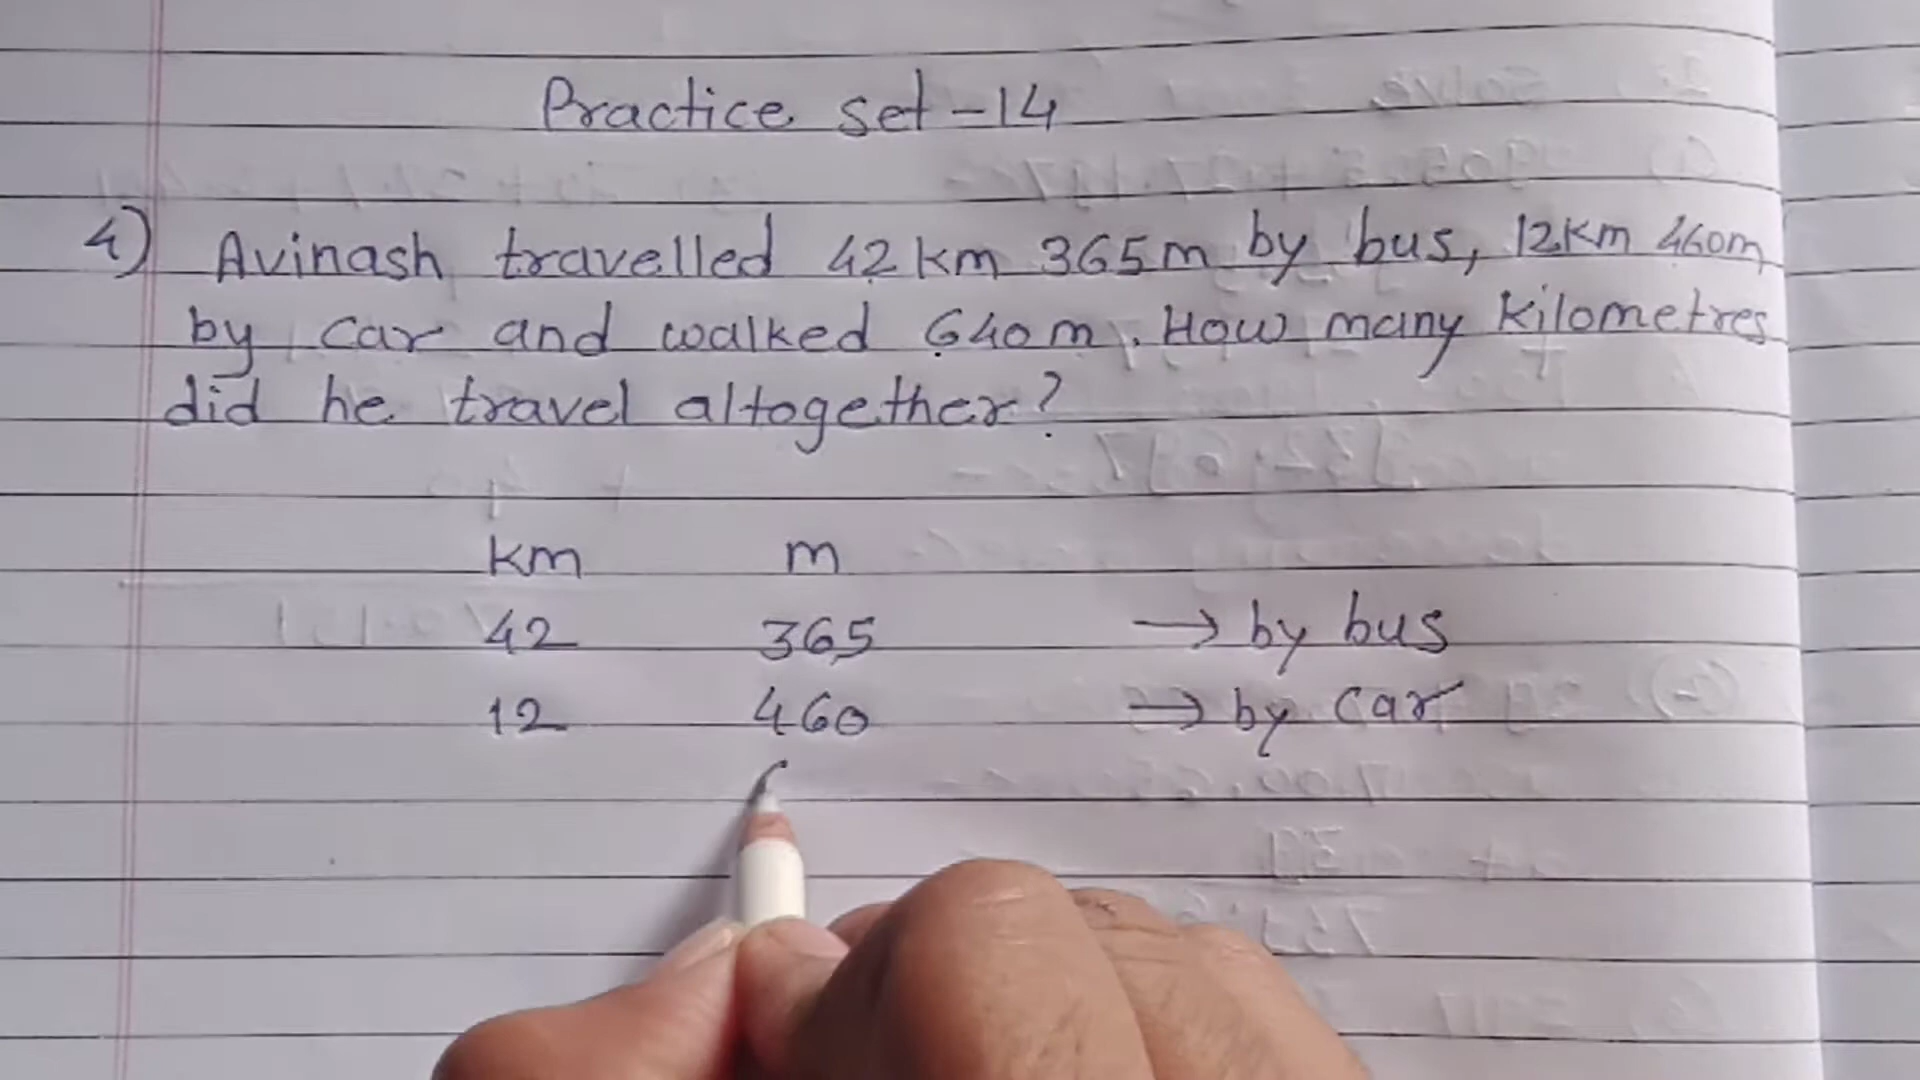 Practice set - 14
4) Avinash travelled 42 km 365 m by bus, 12 km 460 m
by car and walked 640 m. How many kilometres
did he travel altogether?
km m
42 365 → by bus
12 460 → by car